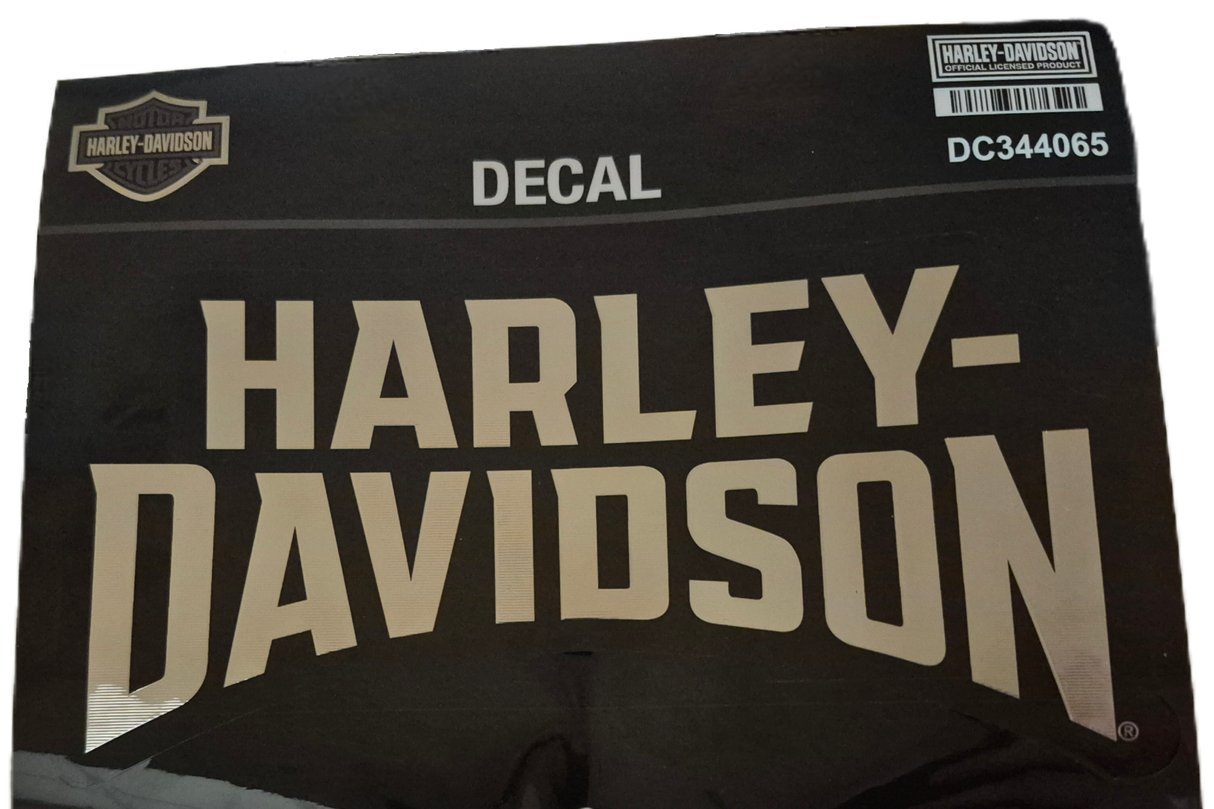 MOTOR
HARLEY-DAVIDSON
CYCLES
HARLEY-DAVIDSON
OFFICIAL LICENSED PRODUCT
DC344065
DECAL
HARLEY-
DAVIDSON
®